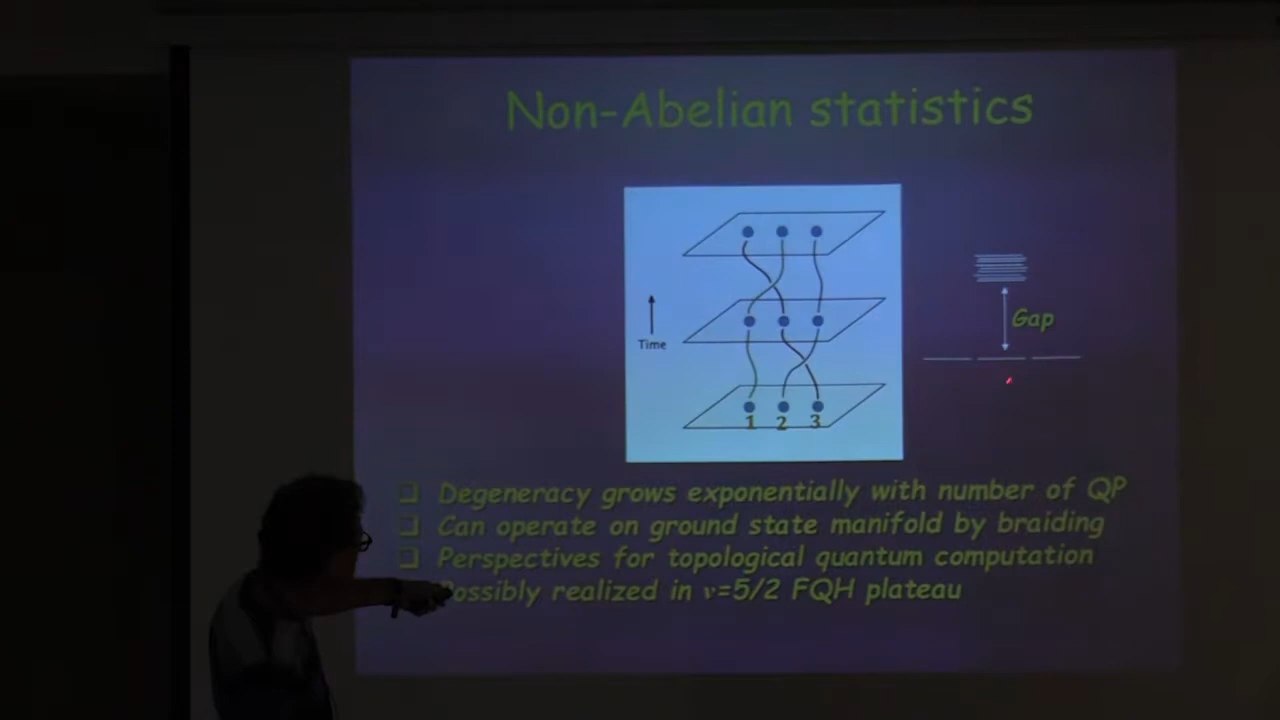 Non-Abelian statistics
Time
Gap
1 2 3
Degeneracy grows exponentially with number of QP
Can operate on ground state manifold by braiding
Perspectives for topological quantum computation
Possibly realized in ν=5/2 FQH plateau